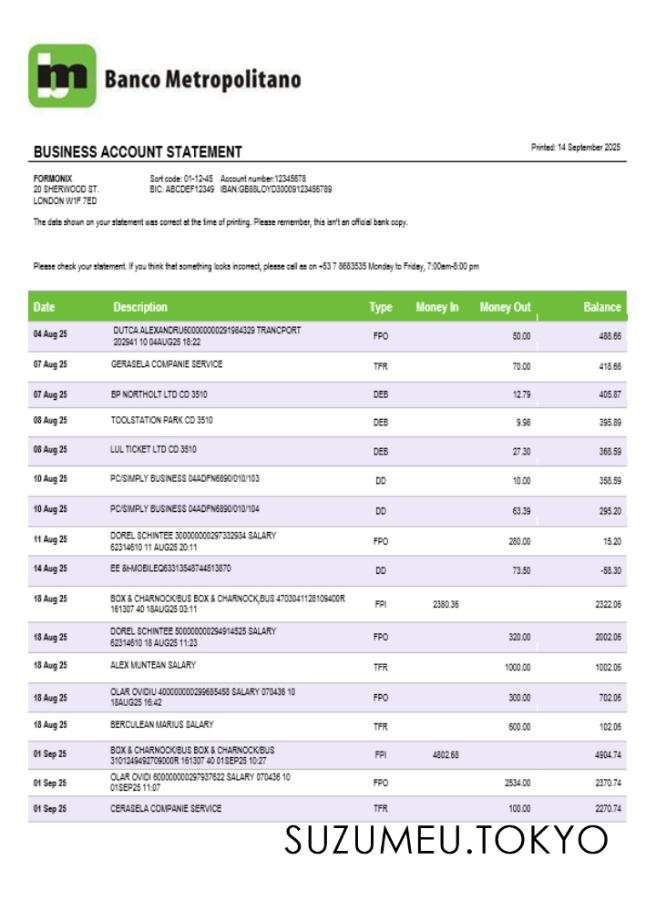 bm Banco Metropolitano
BUSINESS ACCOUNT STATEMENT
Printed: 14 September 2025
FORMONIX
20 SHERWOOD ST.
LONDON W1F 7ED
Sort code: 01-12-45 Account number:12345678
BIC: ABCDEF12349 IBAN:GB88LOYD30009123456789
The data shown on your statement was correct at the time of printing. Please remember, this isn't an official bank copy.
Please check your statement. If you think that something looks incorrect, please call as on +53 7 8683535 Monday to Friday, 7:00am-8:00 pm
Date Description Type Money In Money Out Balance
04 Aug 25 DUTCA ALEXANDRU600000000291984329 TRANCPORT FPO 50.00 488.66
202941 10 04AUG25 18:22
07 Aug 25 GERASELA COMPANIE SERVICE TFR 70.00 418.66
07 Aug 25 BP NORTHOLT LTD CD 3510 DEB 12.79 405.87
08 Aug 25 TOOLSTATION PARK CD 3510 DEB 9.98 395.89
08 Aug 25 LUL TICKET LTD CD 3510 DEB 27.30 368.59
10 Aug 25 PC/SIMPLY BUSINESS 04ADFN6890/010/103 DD 10.00 358.59
10 Aug 25 PC/SIMPLY BUSINESS 04ADFN6890/010/104 DD 63.39 295.20
11 Aug 25 DOREL SCHINTEE 300000000297332934 SALARY FPO 280.00 15.20
62314610 11 AUG25 20:11
14 Aug 25 EE &t-MOBILEQ63313548744513870 DD 73.50 -58.30
18 Aug 25 BOX & CHARNOCK/BUS BOX & CHARNOCK,BUS 4703041128109400R FPI 2380.36 2322.06
161307 40 18AUG25 03:11
18 Aug 25 DOREL SCHINTEE 500000000294914525 SALARY FPO 320.00 2002.06
62314610 18 AUG25 11:23
18 Aug 25 ALEX MUNTEAN SALARY TFR 1000.00 1002.06
18 Aug 25 OLAR OVIDIU 400000000299685458 SALARY 070436 10 FPO 300.00 702.06
18AUG25 16:42
18 Aug 25 BERCULEAN MARIUS SALARY TFR 600.00 102.06
01 Sep 25 BOX & CHARNOCK/BUS BOX & CHARNOCK/BUS FPI 4802.68 4904.74
3101249492709000R 161307 40 01SEP25 10:27
01 Sep 25 OLAR OVIDI 600000000297937622 SALARY 070436 10 FPO 2534.00 2370.74
01SEP25 11:07
01 Sep 25 CERASELA COMPANIE SERVICE TFR 100.00 2270.74
SUZUMEU.TOKYO